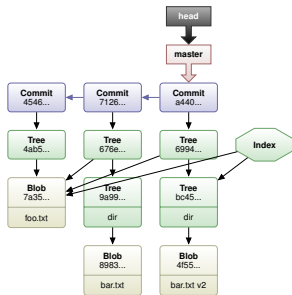 head
master
Commit
4546...
Commit
7126...
Commit
a440...
Tree
4ab5...
Tree
676e...
Tree
6994...
Index
Blob
7a35...
foo.txt
Tree
9a99...
dir
Tree
bc45...
dir
Blob
8983...
bar.txt
Blob
4f55...
bar.txt v2